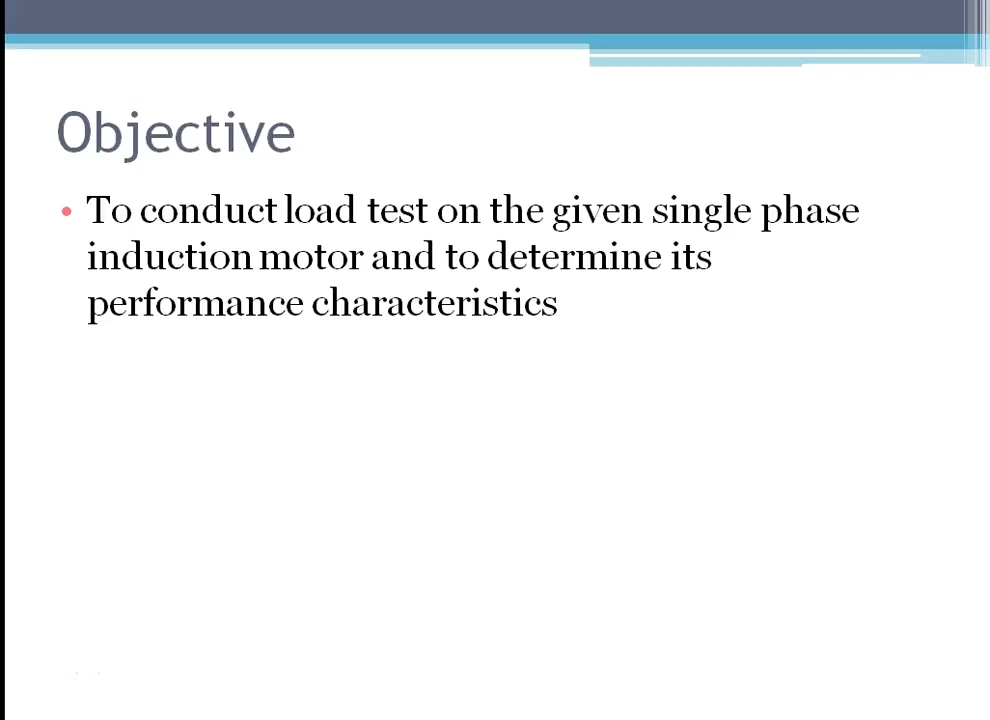 Objective
• To conduct load test on the given single phase
induction motor and to determine its
performance characteristics